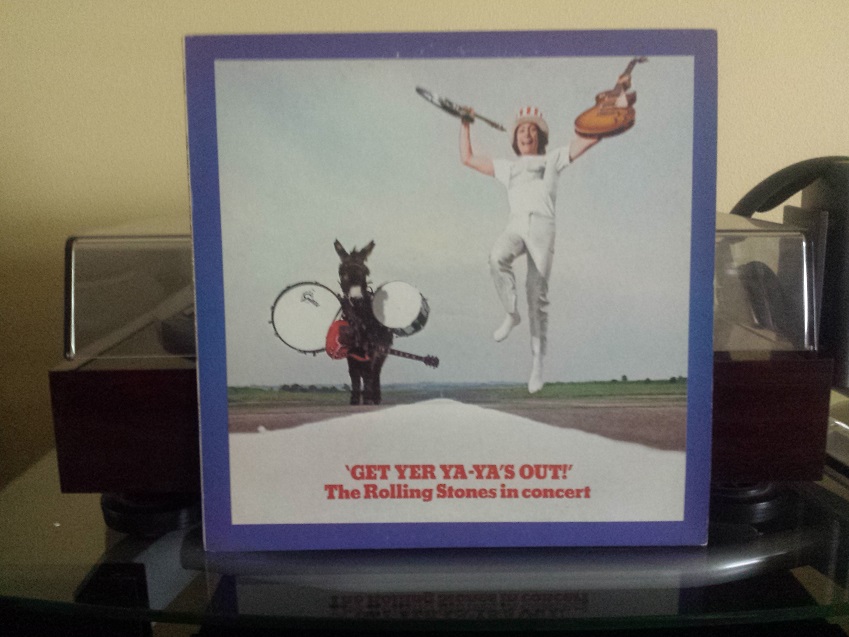 'GET YER YA-YA'S OUT!'
The Rolling Stones in concert